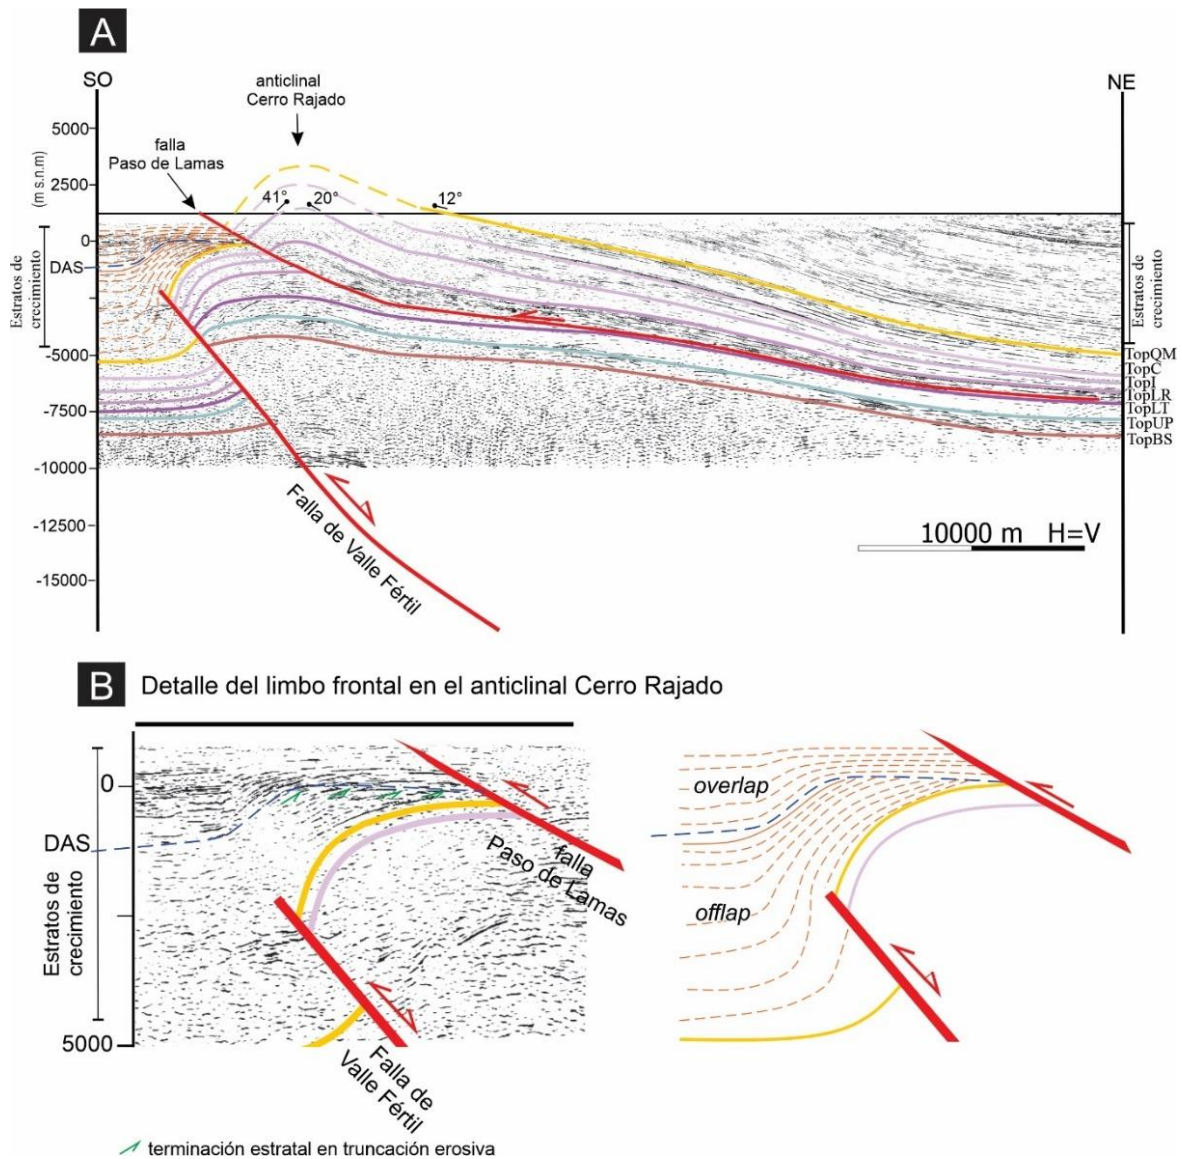 A
SO
NE
anticlinal
Cerro Rajado
falla
Paso de Lamas
5000
2500
0
-5000
-7500
-10000
-12500
-15000
(m s.n.m)
DAS
Estratos de
crecimiento
41°
20°
12°
Estratos de
crecimiento
TopQM
TopC
TopI
TopLR
TopLT
TopUP
TopBS
Falla de Valle Fértil
10000 m H=V
B
Detalle del limbo frontal en el anticlinal Cerro Rajado
0
DAS
5000
Estratos de
crecimiento
falla
Paso de Lamas
Falla de
Valle Fértil
overlap
offlap
terminación estratal en truncación erosiva